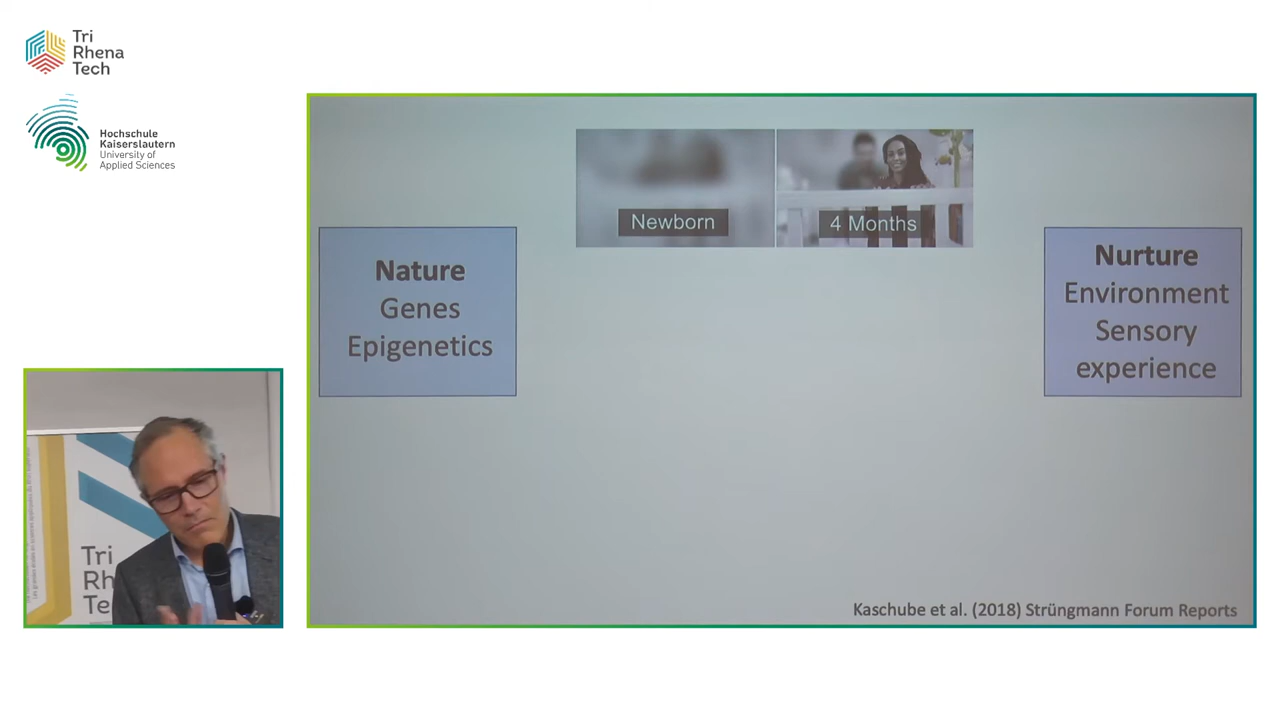 Tri
Rhena
Tech
Hochschule
Kaiserslautern
University of
Applied Sciences
Newborn
4 Months
Nature
Genes
Epigenetics
Nurture
Environment
Sensory
experience
Kaschube et al. (2018) Strüngmann Forum Reports
Tri
Rh
Te